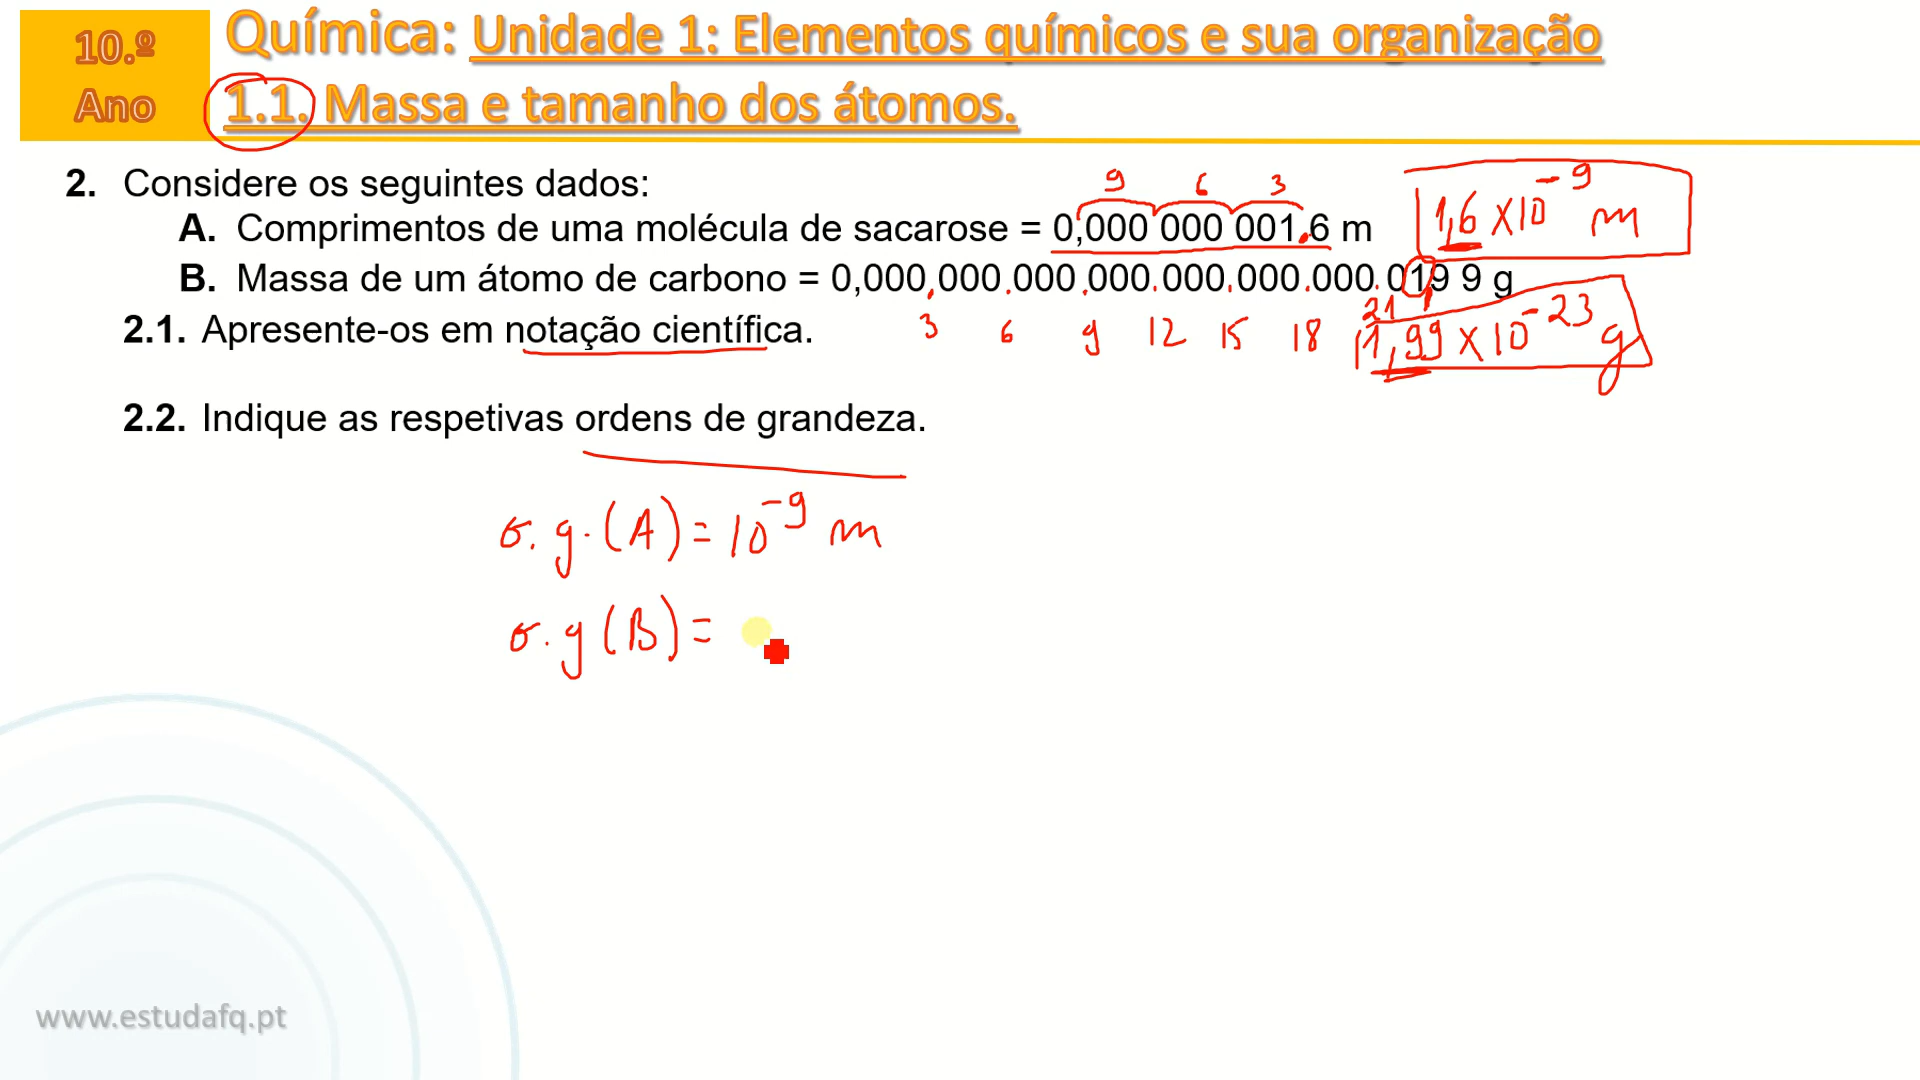 10.º
Ano
Química: Unidade 1: Elementos químicos e sua organização
1.1. Massa e tamanho dos átomos.
2. Considere os seguintes dados:
9 6 3
A. Comprimentos de uma molécula de sacarose = 0,000 000 001 6 m
1,6 x 10⁻⁹ m
B. Massa de um átomo de carbono = 0,000 000 000 000 000 000 000 019 9 g
3 6 9 12 15 18 21
1,99 x 10⁻²³ g
2.1. Apresente-os em notação científica.
2.2. Indique as respetivas ordens de grandeza.
o.g.(A) = 10⁻⁹ m
o.g(B) =
www.estudafq.pt